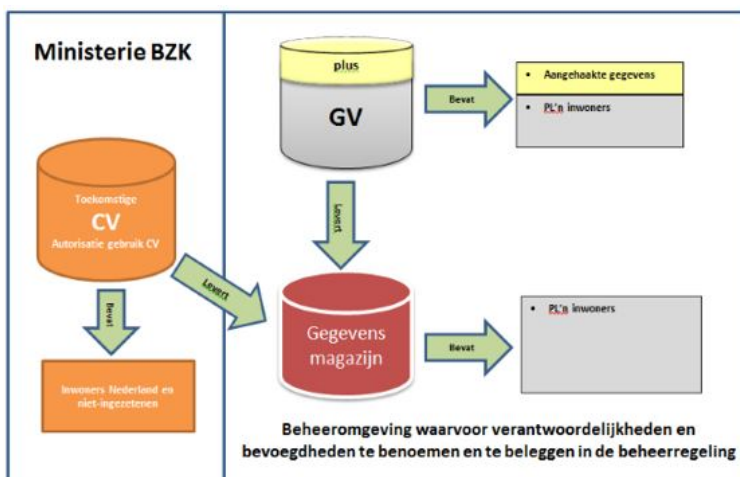 Ministerie BZK
Toekomstige
CV
Autorisatie gebruik CV
Bevat
Inwoners Nederland en
niet-ingezetenen
Levert
plus
GV
Bevat
• Aangehaakte gegevens
• PL'n inwoners
Levert
Gegevens
magazijn
Bevat
• PL'n inwoners
Beheeromgeving waarvoor verantwoordelijkheden en
bevoegdheden te benoemen en te beleggen in de beheerregeling